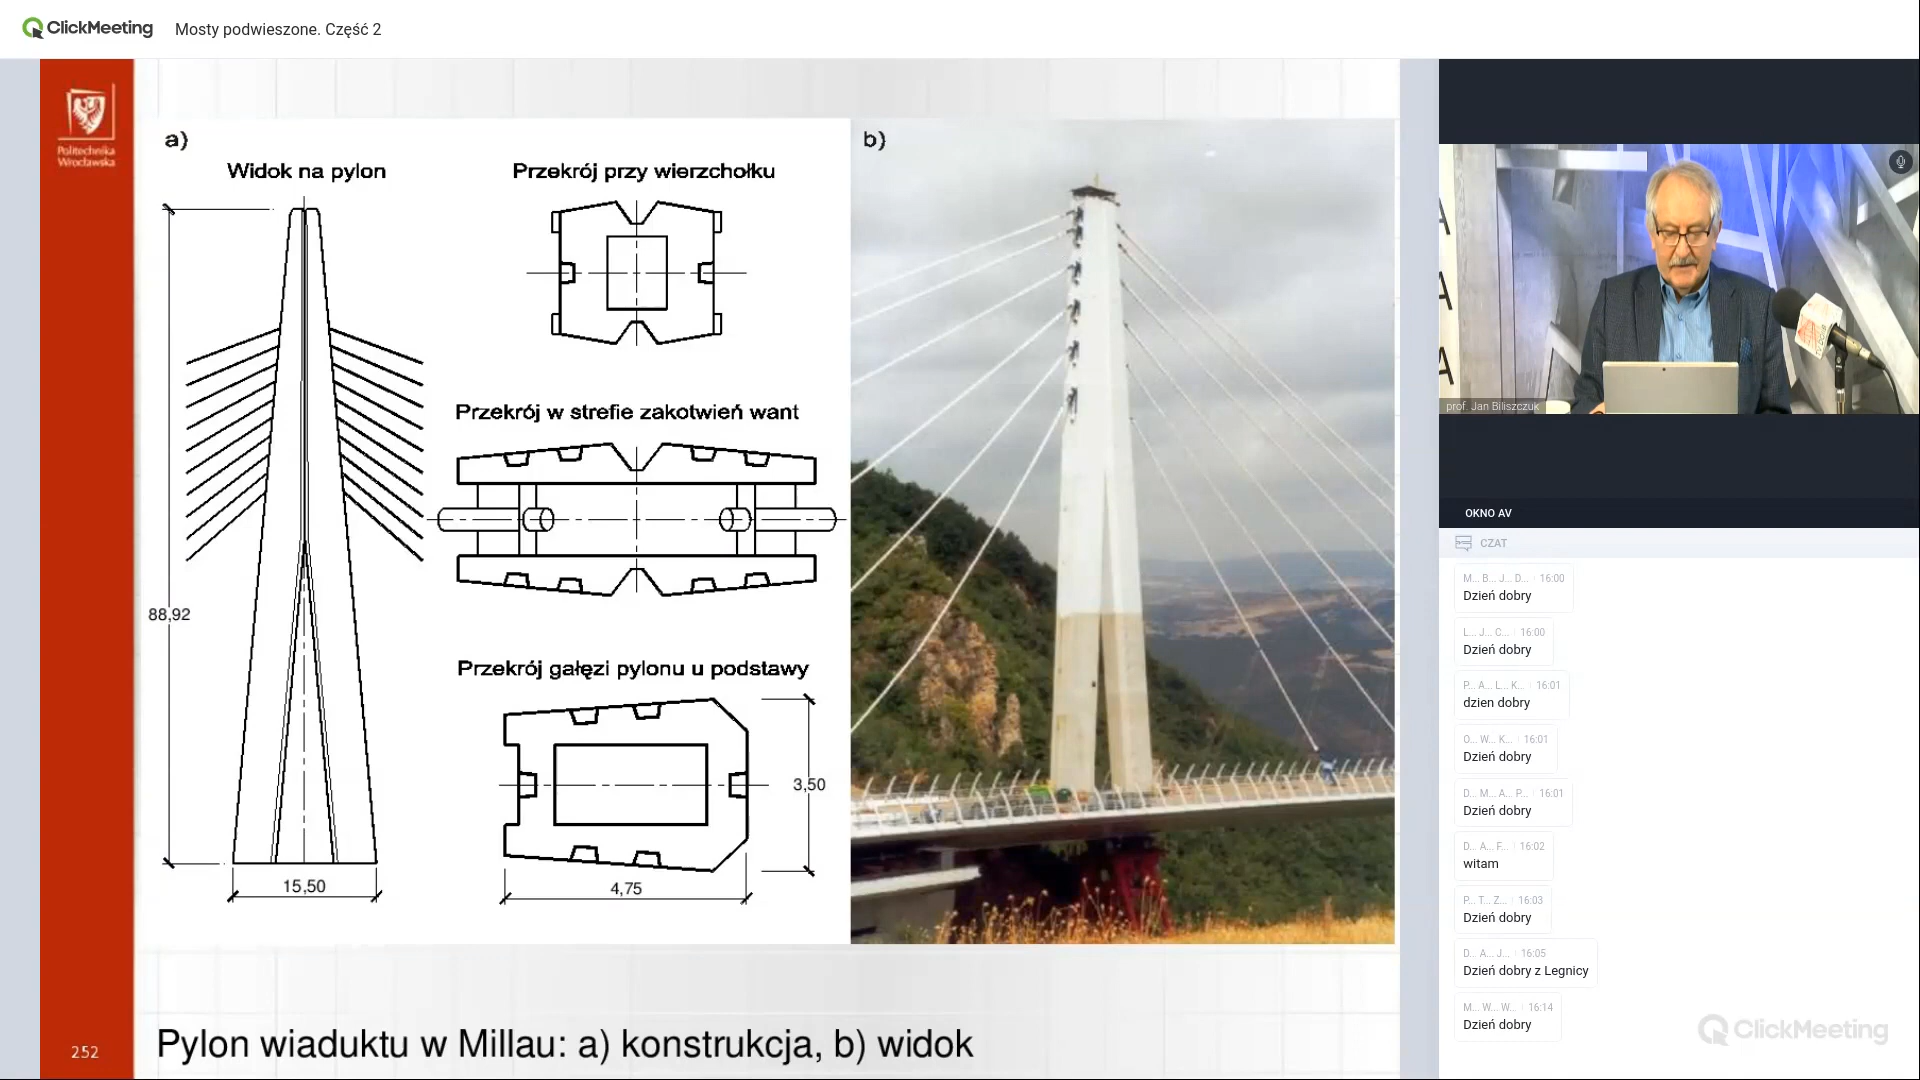 ClickMeeting
Mosty podwieszone. Część 2
Politechnika
Wrocławska
a)
Widok na pylon
88,92
15,50
Przekrój przy wierzchołku
Przekrój w strefie zakotwień want
Przekrój gałęzi pylonu u podstawy
3,50
4,75
b)
252
Pylon wiaduktu w Millau: a) konstrukcja, b) widok
prof. Jan Biliszczuk
OKNO AV
CZAT
M... B... J... D... 16:00
Dzień dobry
L... J... C... 16:00
Dzień dobry
P... A... L... K... 16:01
dzien dobry
O... W... K... 16:01
Dzień dobry
D... M... A... P... 16:01
Dzień dobry
D... A... F... 16:02
witam
P... T... Z... 16:03
Dzień dobry
D... A... J... 16:05
Dzień dobry z Legnicy
M... W... W... 16:14
Dzień dobry
ClickMeeting